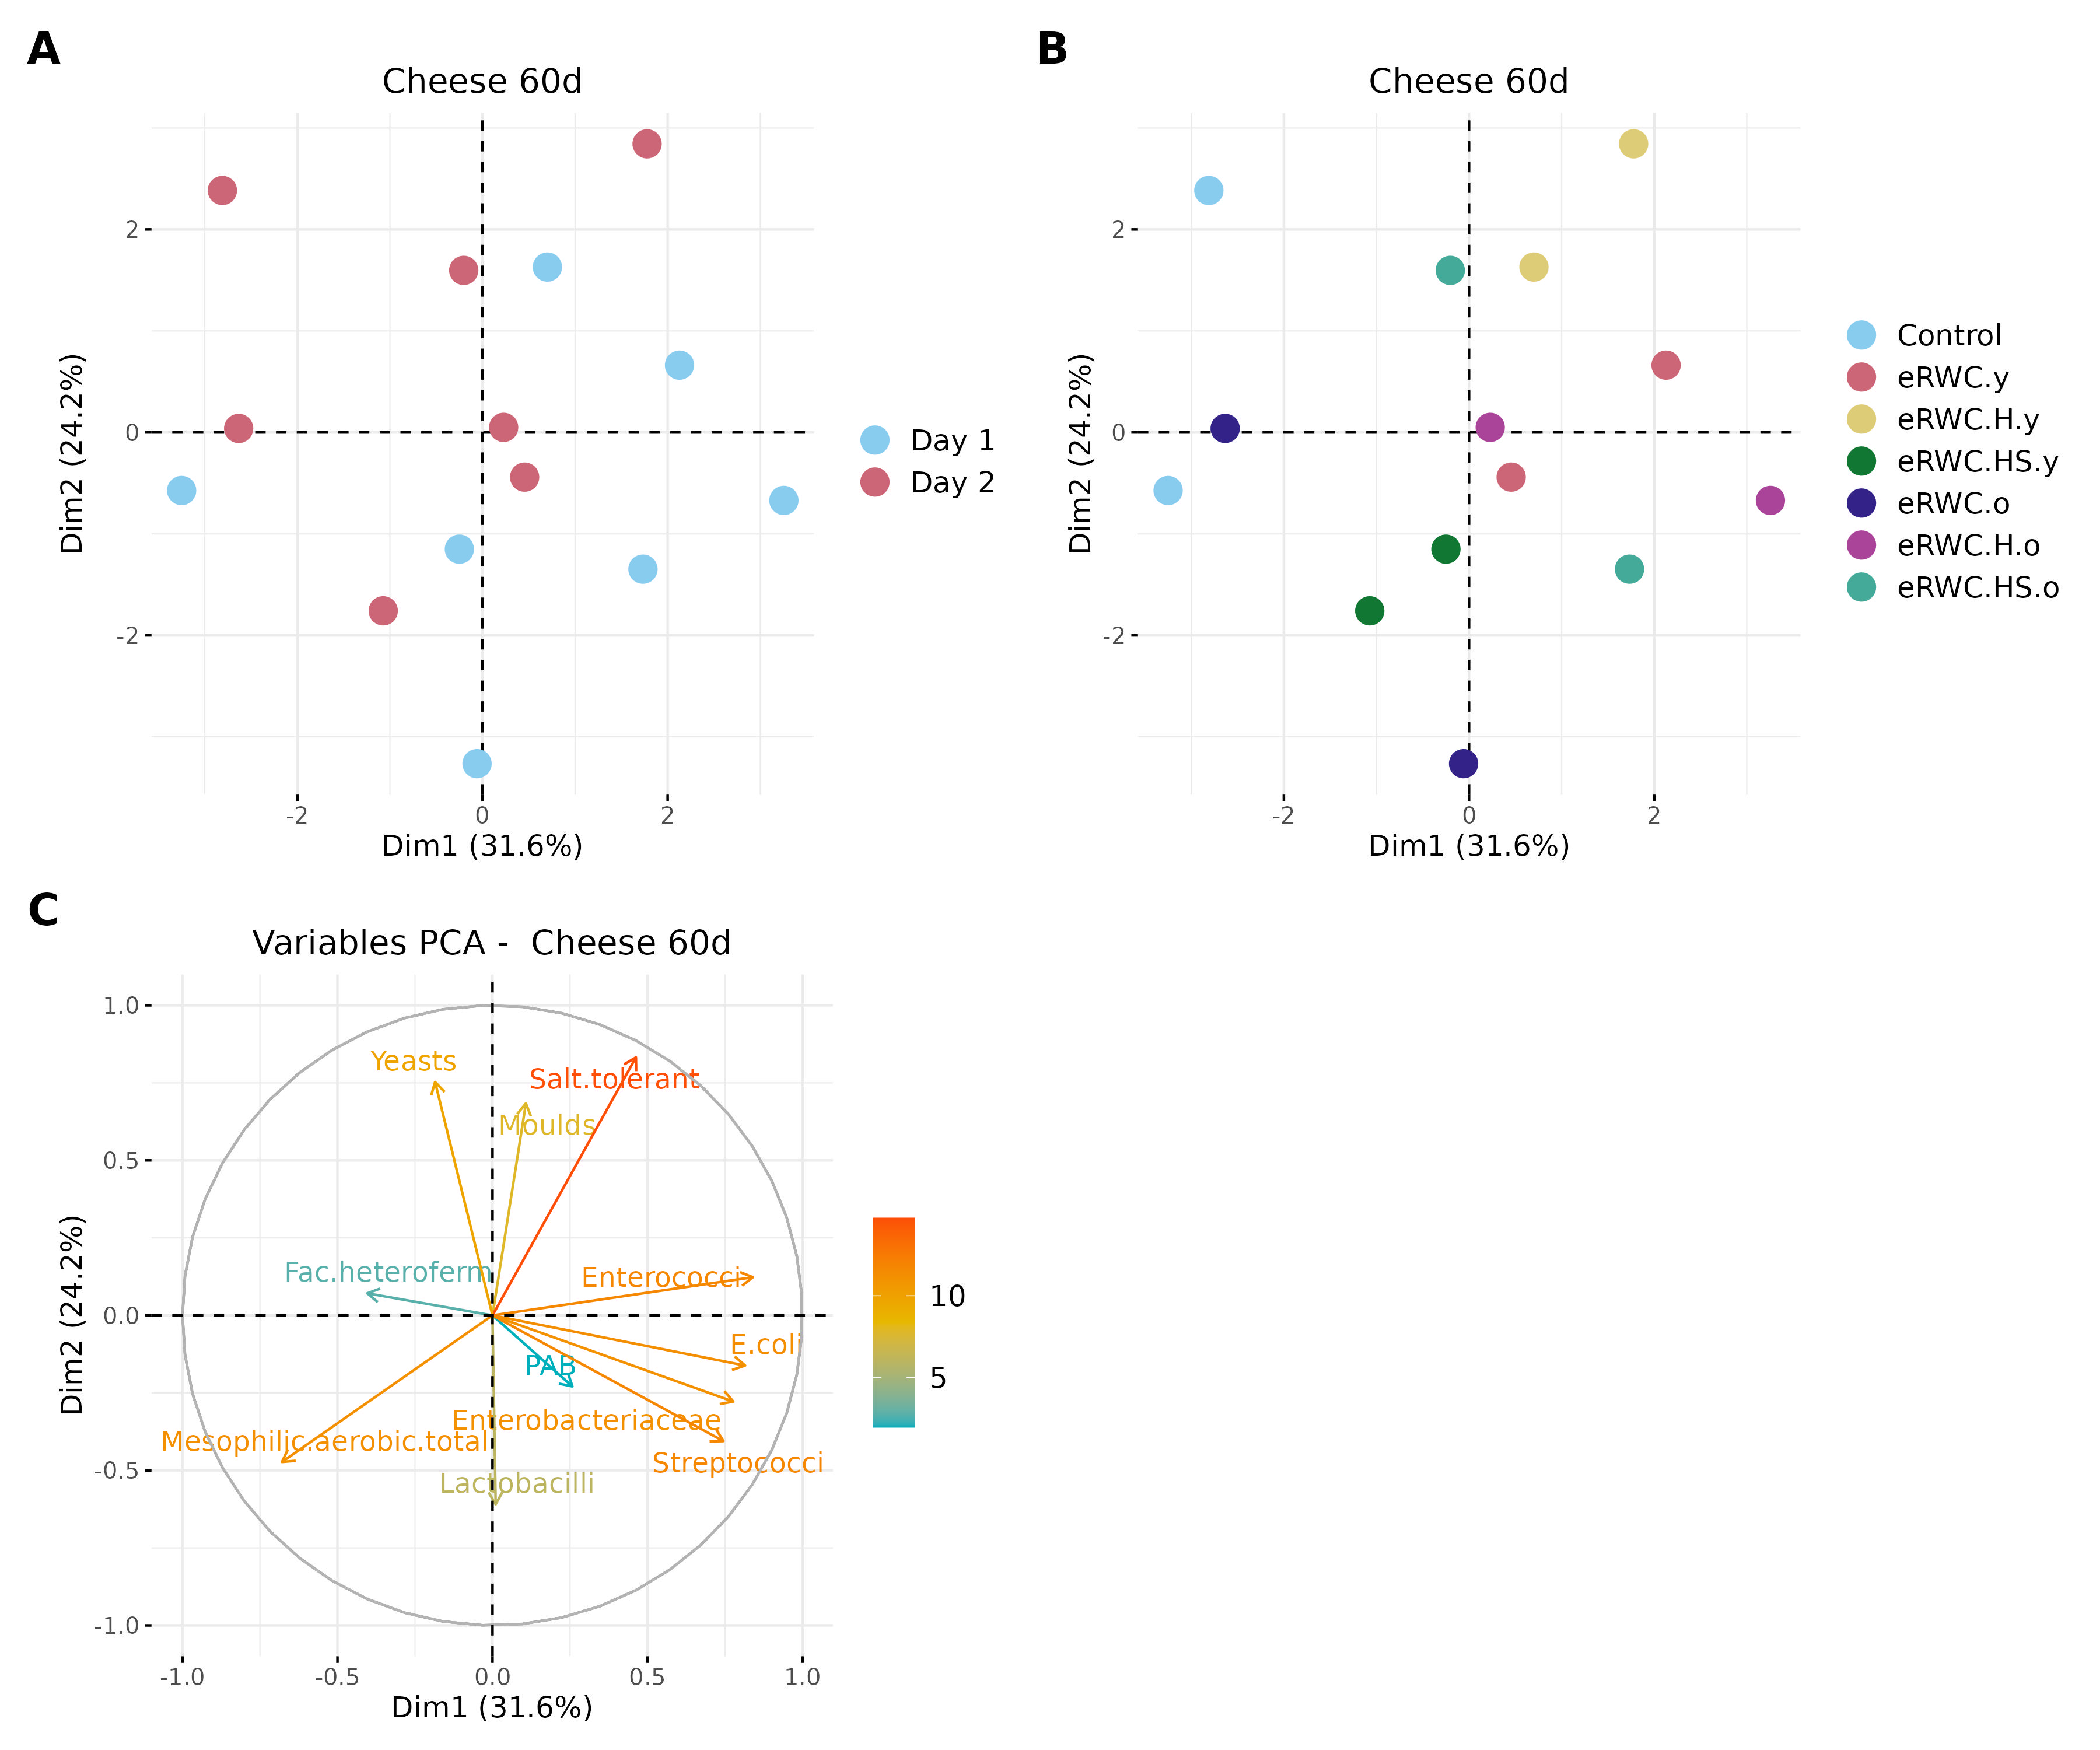 A
Cheese 60d
2
0
-2
-2
0
2
Dim1 (31.6%)
Dim2 (24.2%)
Day 1
Day 2
B
Cheese 60d
2
0
-2
-2
0
2
Dim1 (31.6%)
Dim2 (24.2%)
Control
eRWC.y
eRWC.H.y
eRWC.HS.y
eRWC.o
eRWC.H.o
eRWC.HS.o
C
Variables PCA -  Cheese 60d
1.0
0.5
0.0
-0.5
-1.0
Yeasts
Salt.tolerant
Moulds
Fac.heteroferm
Enterococci
E.coli
PAB
Enterobacteriaceae
Mesophilic.aerobic.total
Streptococci
Lactobacilli
-1.0
-0.5
0.0
0.5
1.0
Dim1 (31.6%)
Dim2 (24.2%)
10
5